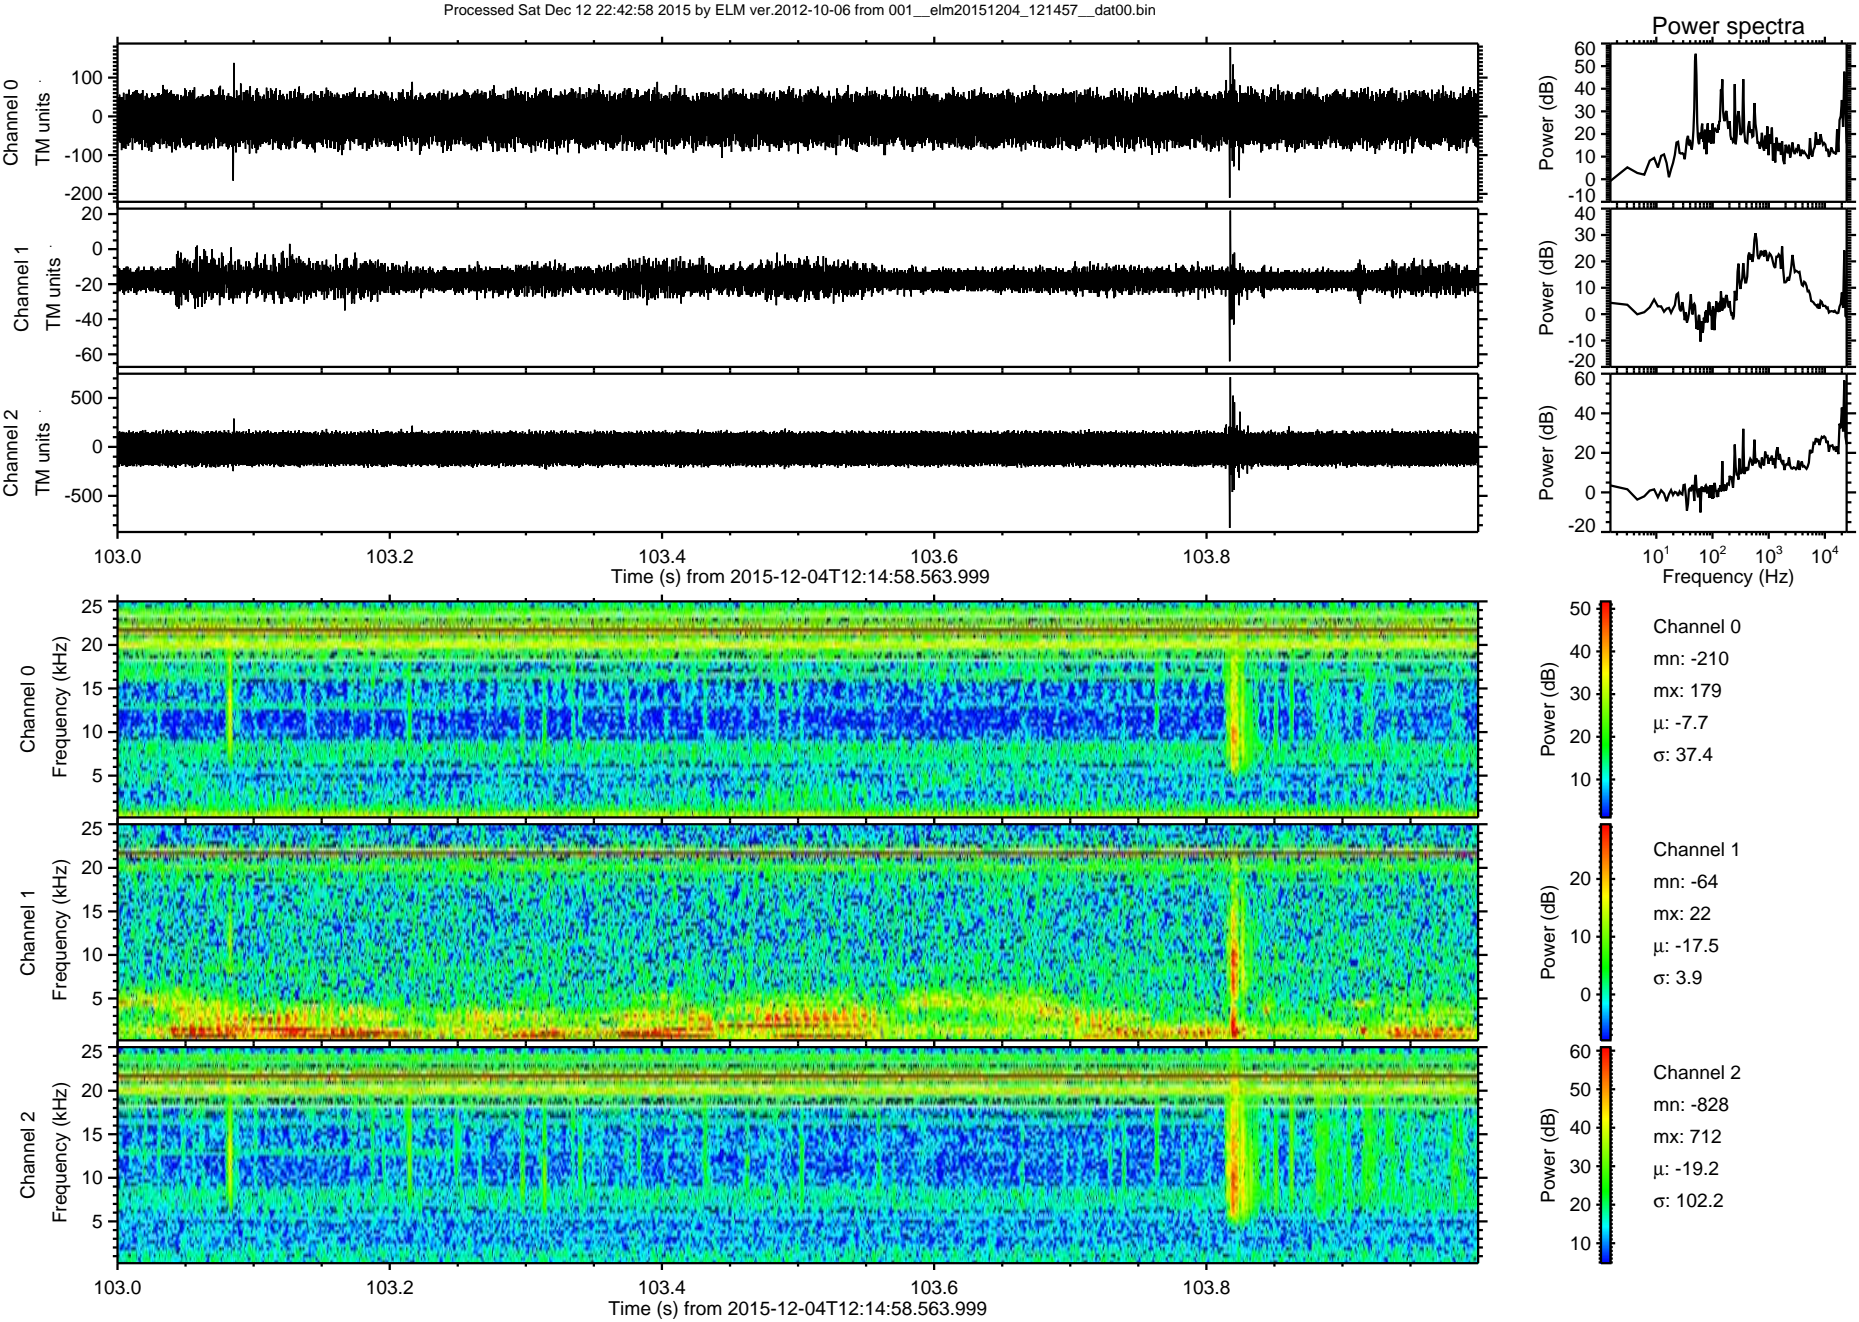 Processed Sat Dec 12 22:42:58 2015 by ELM ver.2012-10-06 from 001__elm20151204_121457__dat00.bin
Power spectra
Channel 0
TM units
100
0
-100
-200
Power (dB)
60
50
40
30
20
10
0
-10
Channel 1
TM units
20
0
-20
-40
-60
Power (dB)
40
30
20
10
0
-10
-20
Channel 2
TM units
500
0
-500
Power (dB)
60
40
20
0
-20
103.0 103.2 103.4 103.6 103.8
Time (s) from 2015-12-04T12:14:58.563.999
10^1 10^2 10^3 10^4
Frequency (Hz)
Channel 0
Frequency (kHz)
25
20
15
10
5
Power (dB)
50
40
30
20
10
Channel 0
mn: -210
mx: 179
μ: -7.7
σ: 37.4
Channel 1
Frequency (kHz)
25
20
15
10
5
Power (dB)
20
10
0
Channel 1
mn: -64
mx: 22
μ: -17.5
σ: 3.9
Channel 2
Frequency (kHz)
25
20
15
10
5
Power (dB)
60
50
40
30
20
10
Channel 2
mn: -828
mx: 712
μ: -19.2
σ: 102.2
103.0 103.2 103.4 103.6 103.8
Time (s) from 2015-12-04T12:14:58.563.999